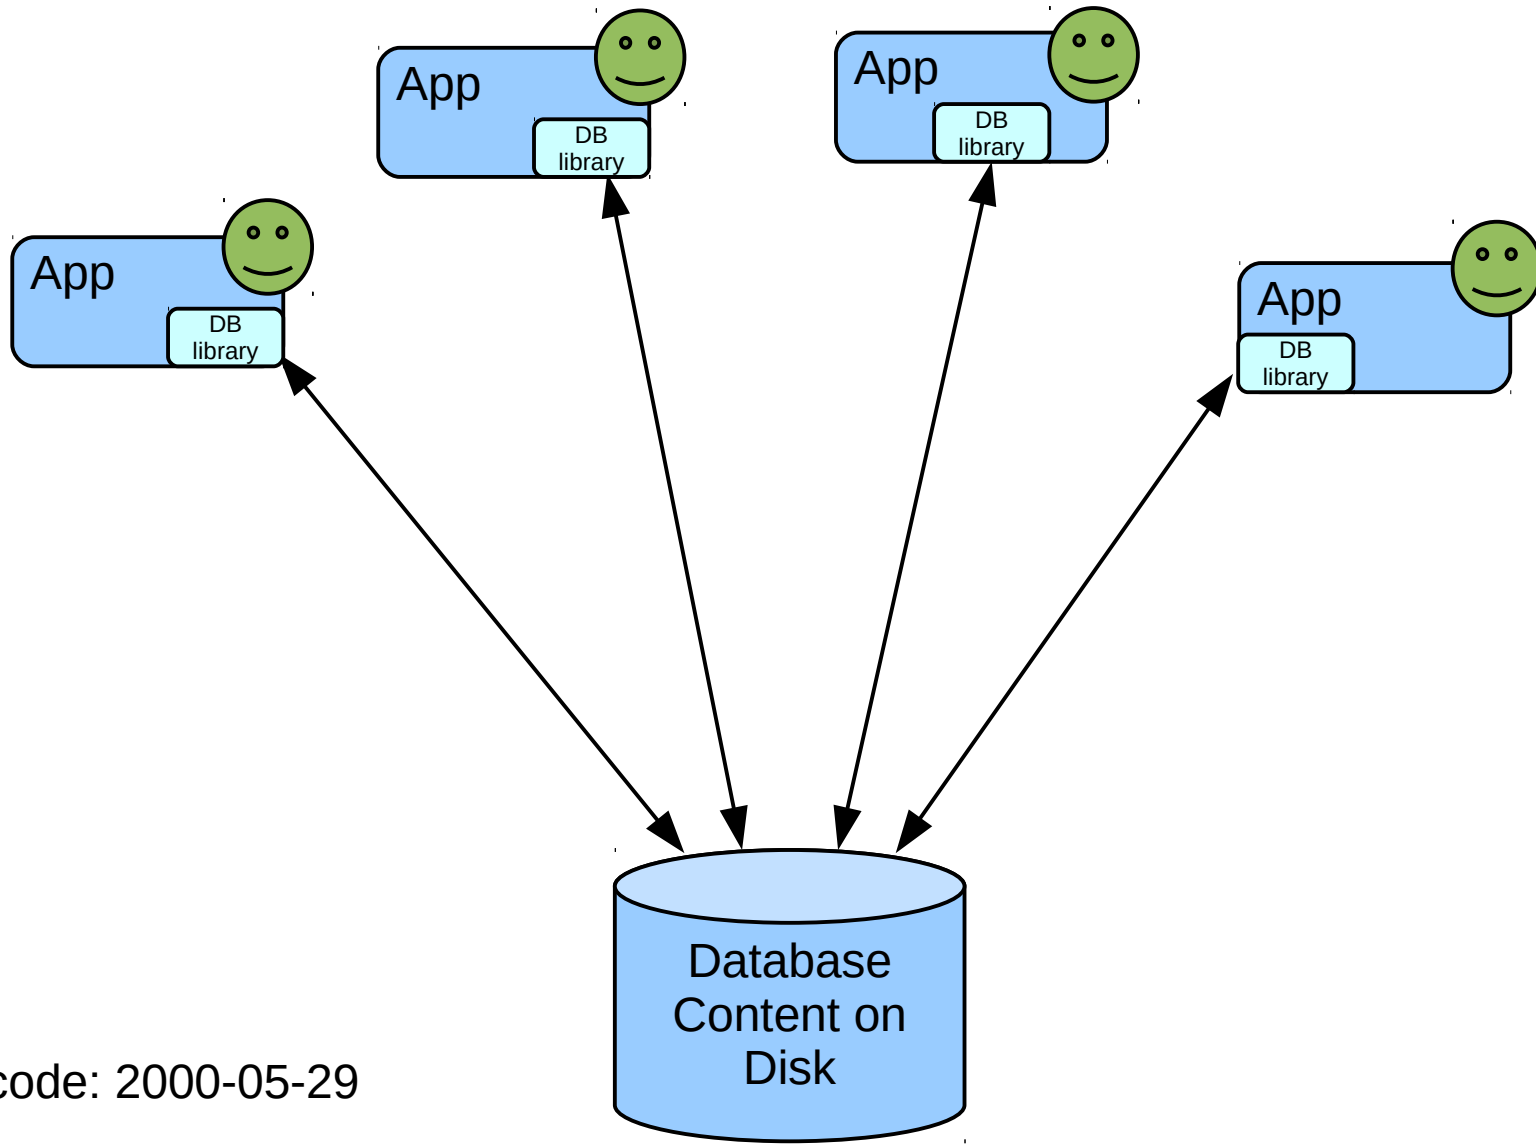 App
DB
library
App
DB
library
App
DB
library
App
DB
library
Database
Content on
Disk
code: 2000-05-29